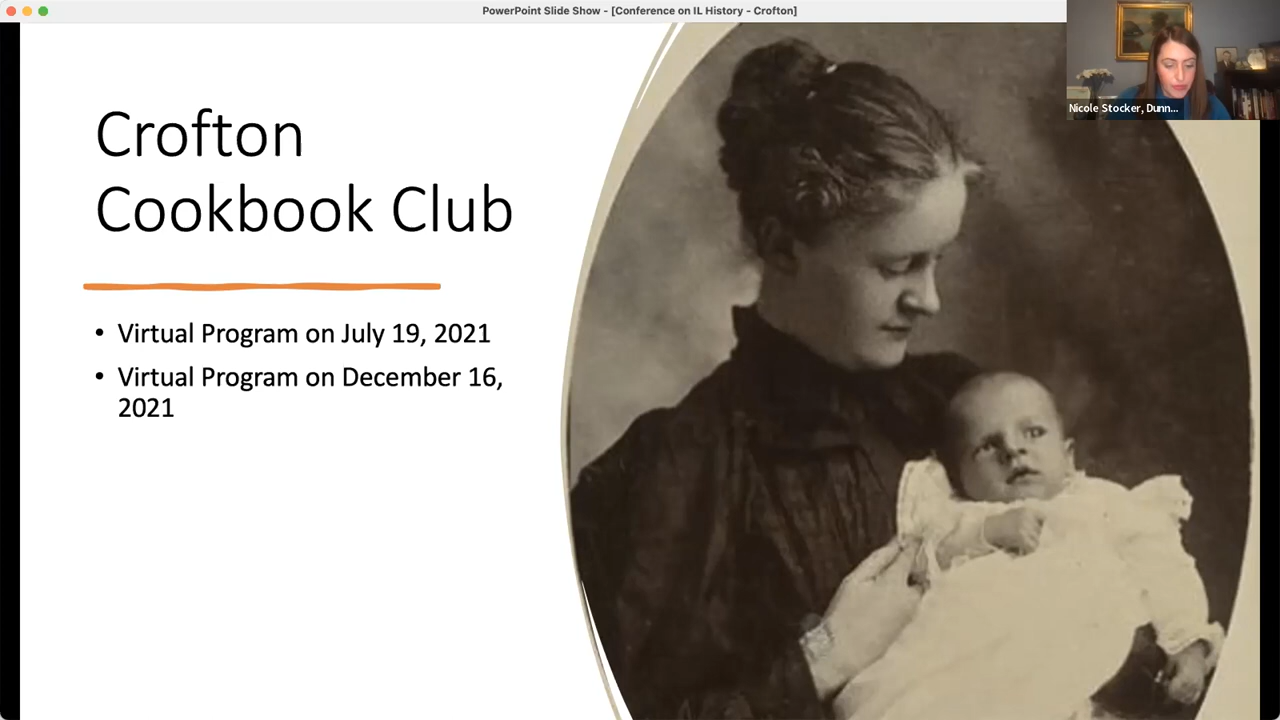 PowerPoint Slide Show - [Conference on IL History - Crofton]
Nicole Stocker, Dunn...
Crofton
Cookbook Club
• Virtual Program on July 19, 2021
• Virtual Program on December 16,
2021